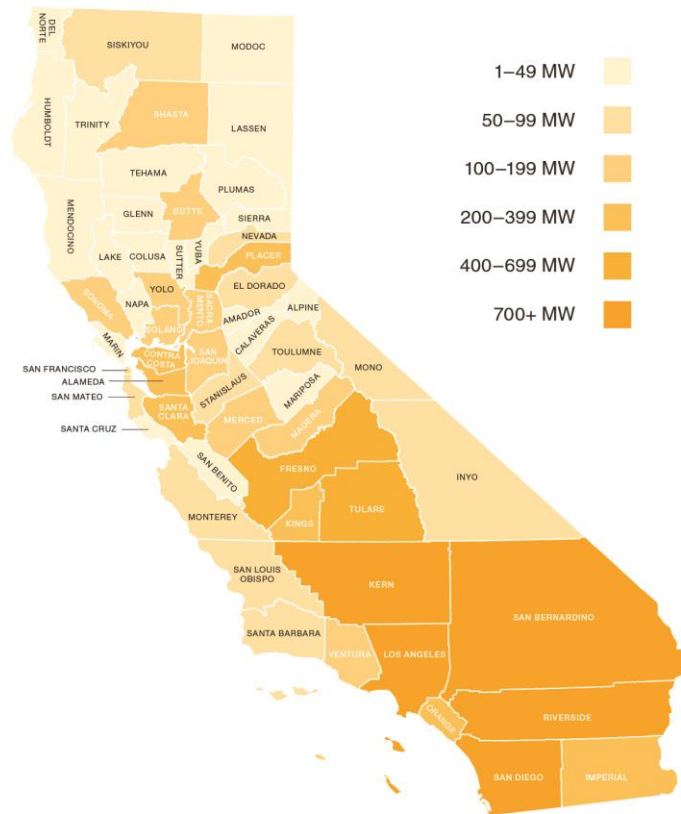 DEL
NORTE
SISKIYOU
MODOC
HUMBOLDT
TRINITY
SHASTA
LASSEN
TEHAMA
PLUMAS
MENDOCINO
GLENN
BUTTE
SIERRA
LAKE
COLUSA
SUTTER
YUBA
NEVADA
PLACER
SONOMA
NAPA
YOLO
SACRA
MENTO
EL DORADO
AMADOR
ALPINE
MARIN
SOLANO
CALAVERAS
SAN FRANCISCO
CONTRA
COSTA
SAN
JOAQUIN
TOULUMNE
MONO
ALAMEDA
SAN MATEO
SANTA
CLARA
STANISLAUS
MARIPOSA
SANTA CRUZ
MERCED
MADERA
SAN BENITO
FRESNO
INYO
MONTEREY
KINGS
TULARE
SAN LOUIS
OBISPO
KERN
SAN BERNARDINO
SANTA BARBARA
VENTURA
LOS ANGELES
ORANGE
RIVERSIDE
SAN DIEGO
IMPERIAL
1–49 MW
50–99 MW
100–199 MW
200–399 MW
400–699 MW
700+ MW